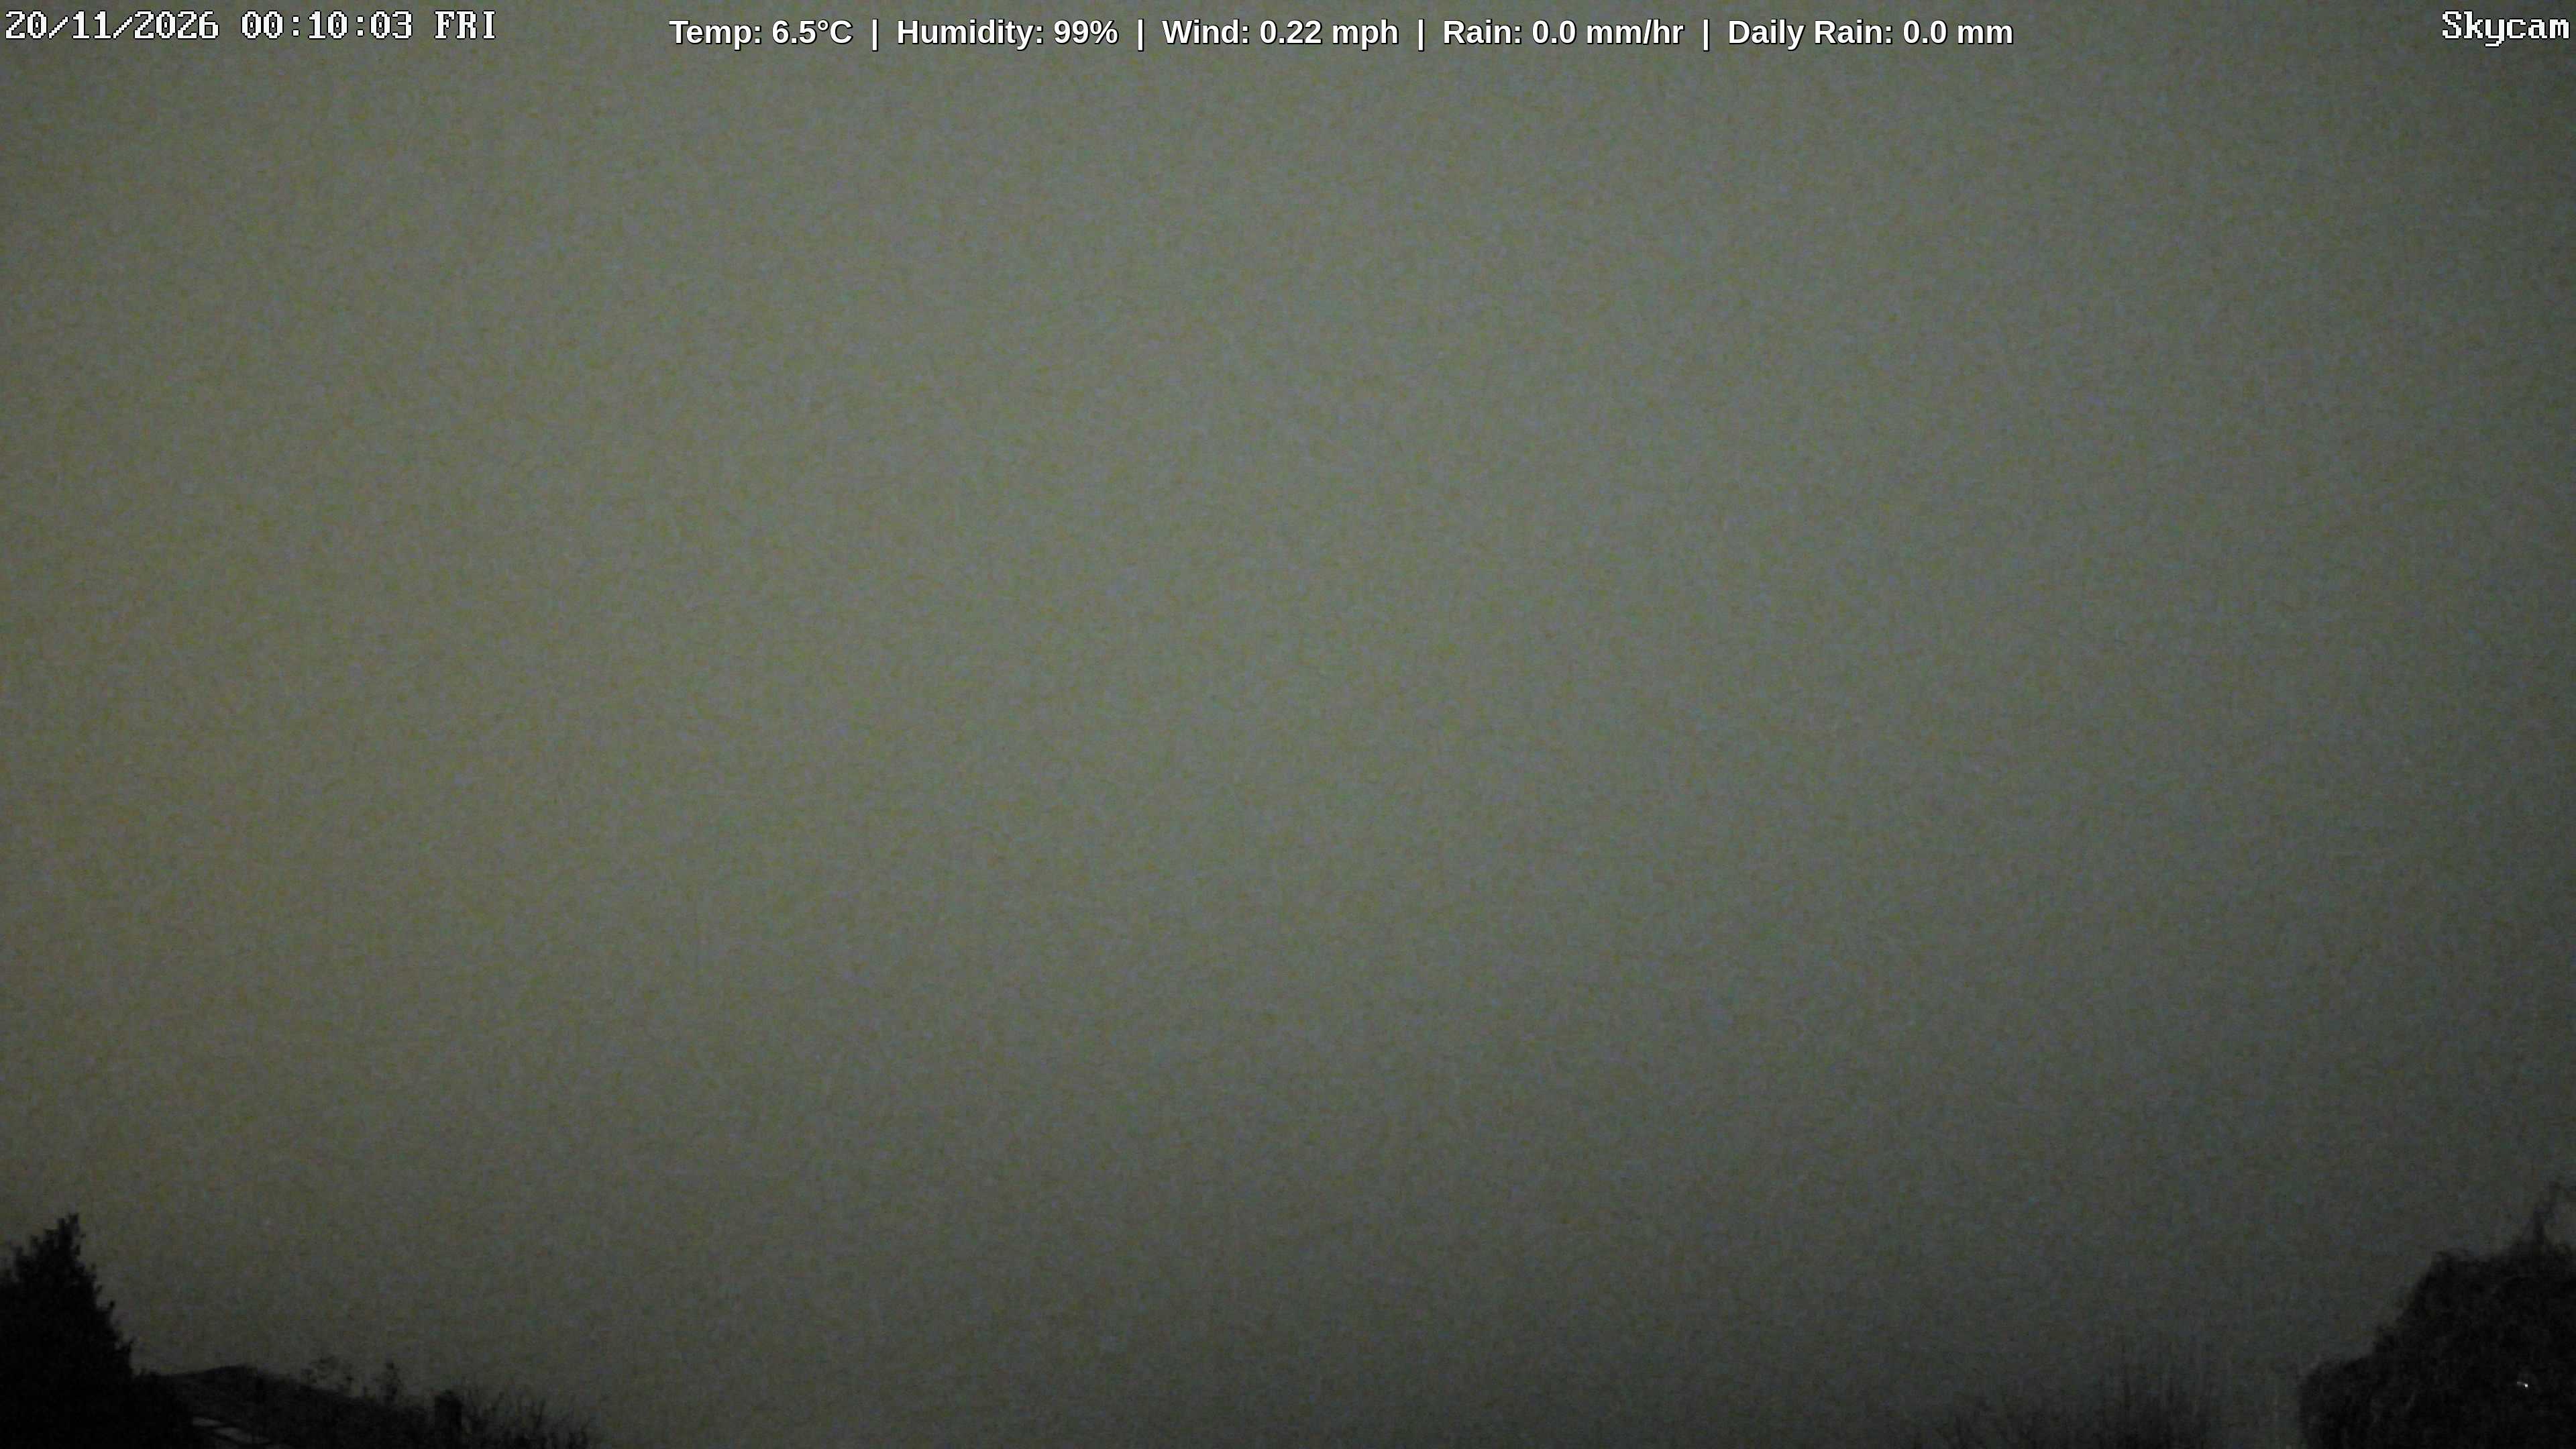 20/11/2026 00:10:03 FRI
Temp: 6.5°C | Humidity: 99% | Wind: 0.22 mph | Rain: 0.0 mm/hr | Daily Rain: 0.0 mm
Skycam